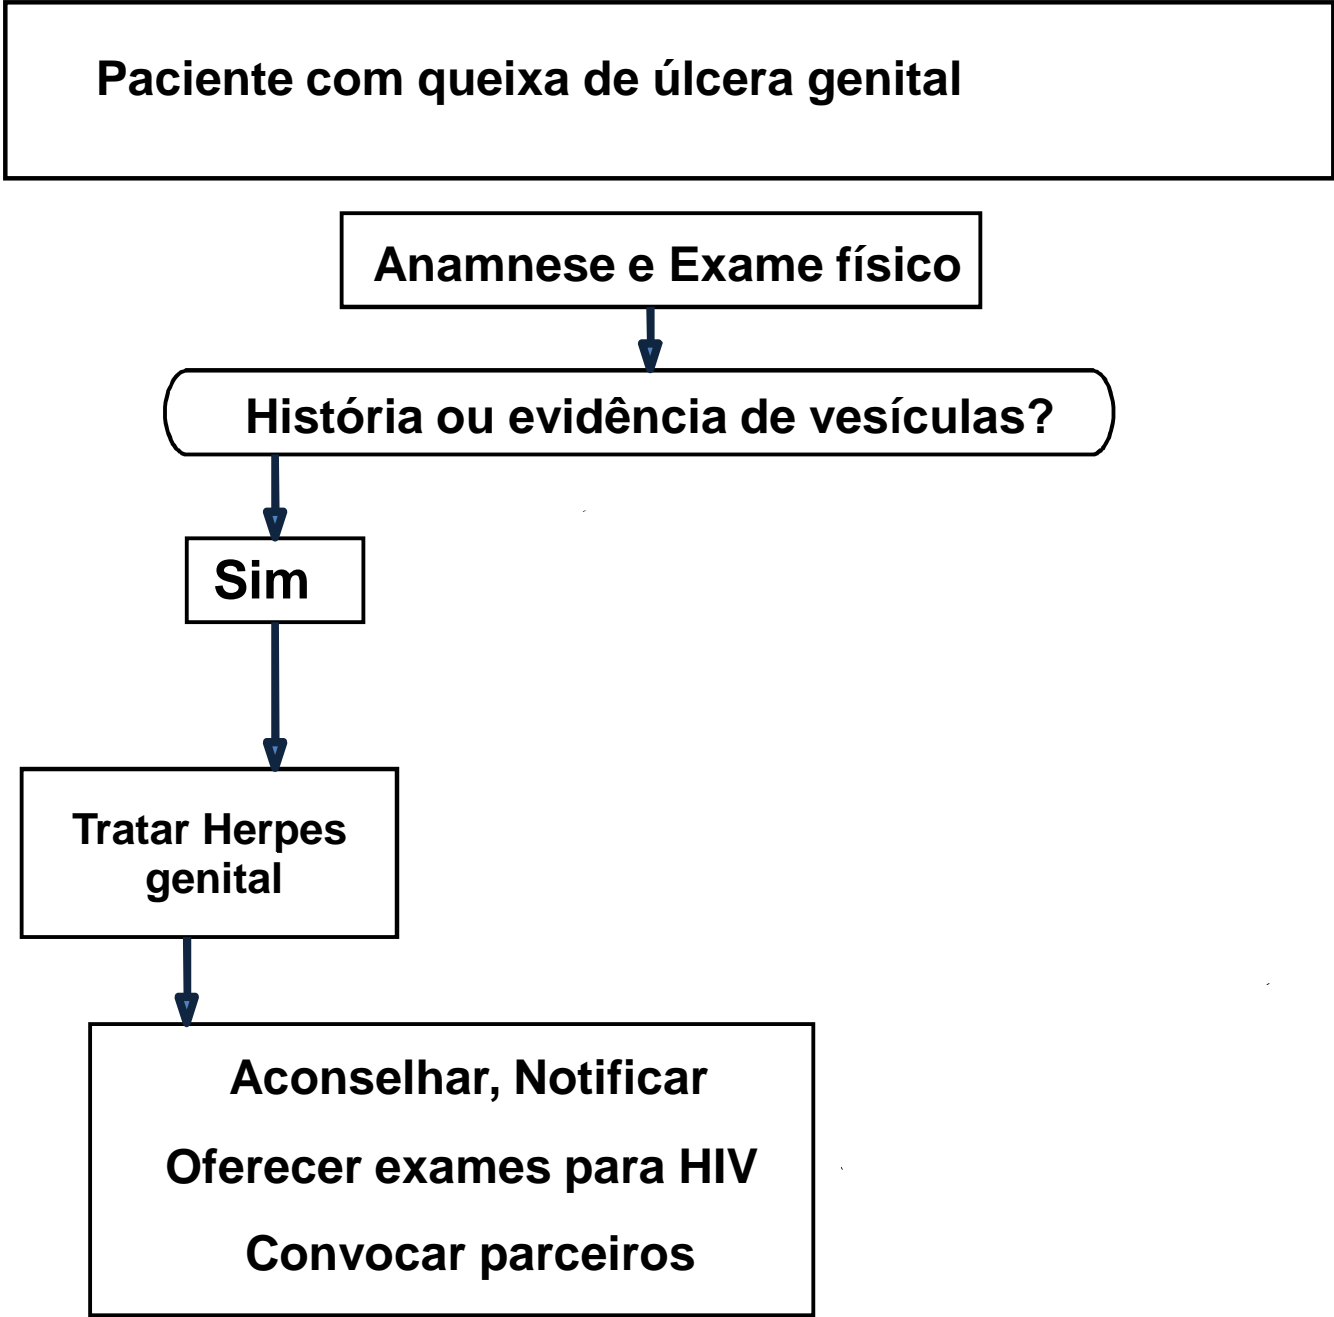 Paciente com queixa de úlcera genital
Anamnese e Exame físico
História ou evidência de vesículas?
Sim
Tratar Herpes
genital
Aconselhar, Notificar
Oferecer exames para HIV
Convocar parceiros